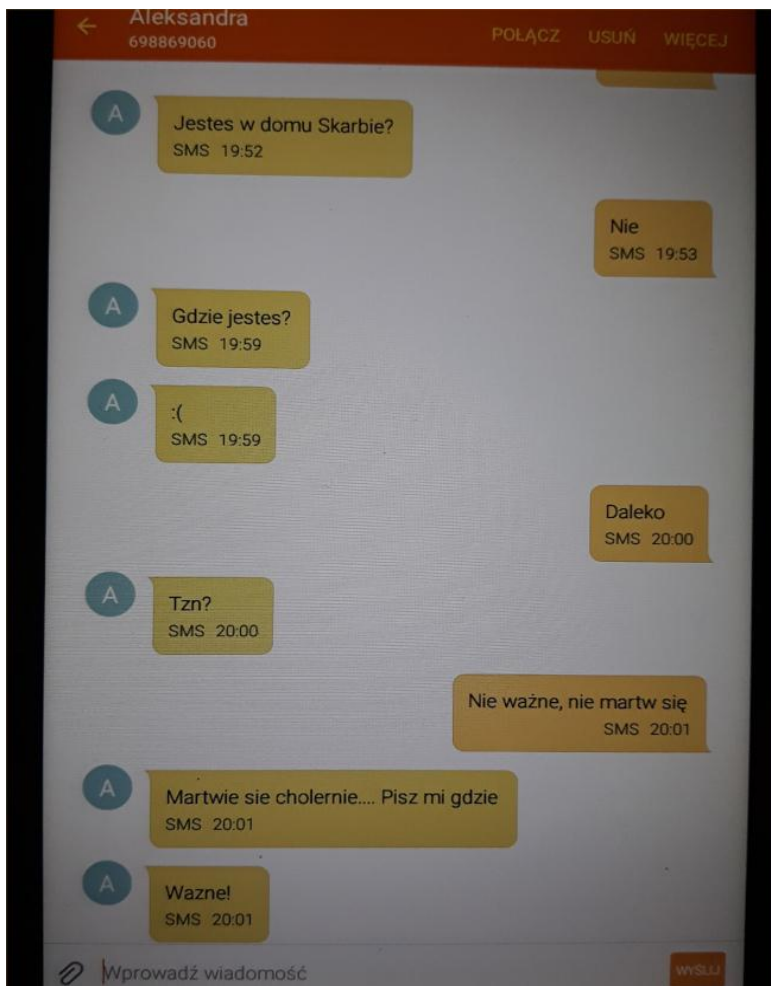 Aleksandra
698869060
POŁĄCZ USUŃ WIĘCEJ
A
Jestes w domu Skarbie?
SMS 19:52
Nie
SMS 19:53
A
Gdzie jestes?
SMS 19:59
A
:(
SMS 19:59
Daleko
SMS 20:00
A
Tzn?
SMS 20:00
Nie ważne, nie martw się
SMS 20:01
A
Martwie sie cholernie.... Pisz mi gdzie
SMS 20:01
A
Wazne!
SMS 20:01
Wprowadź wiadomość
WYŚLIJ